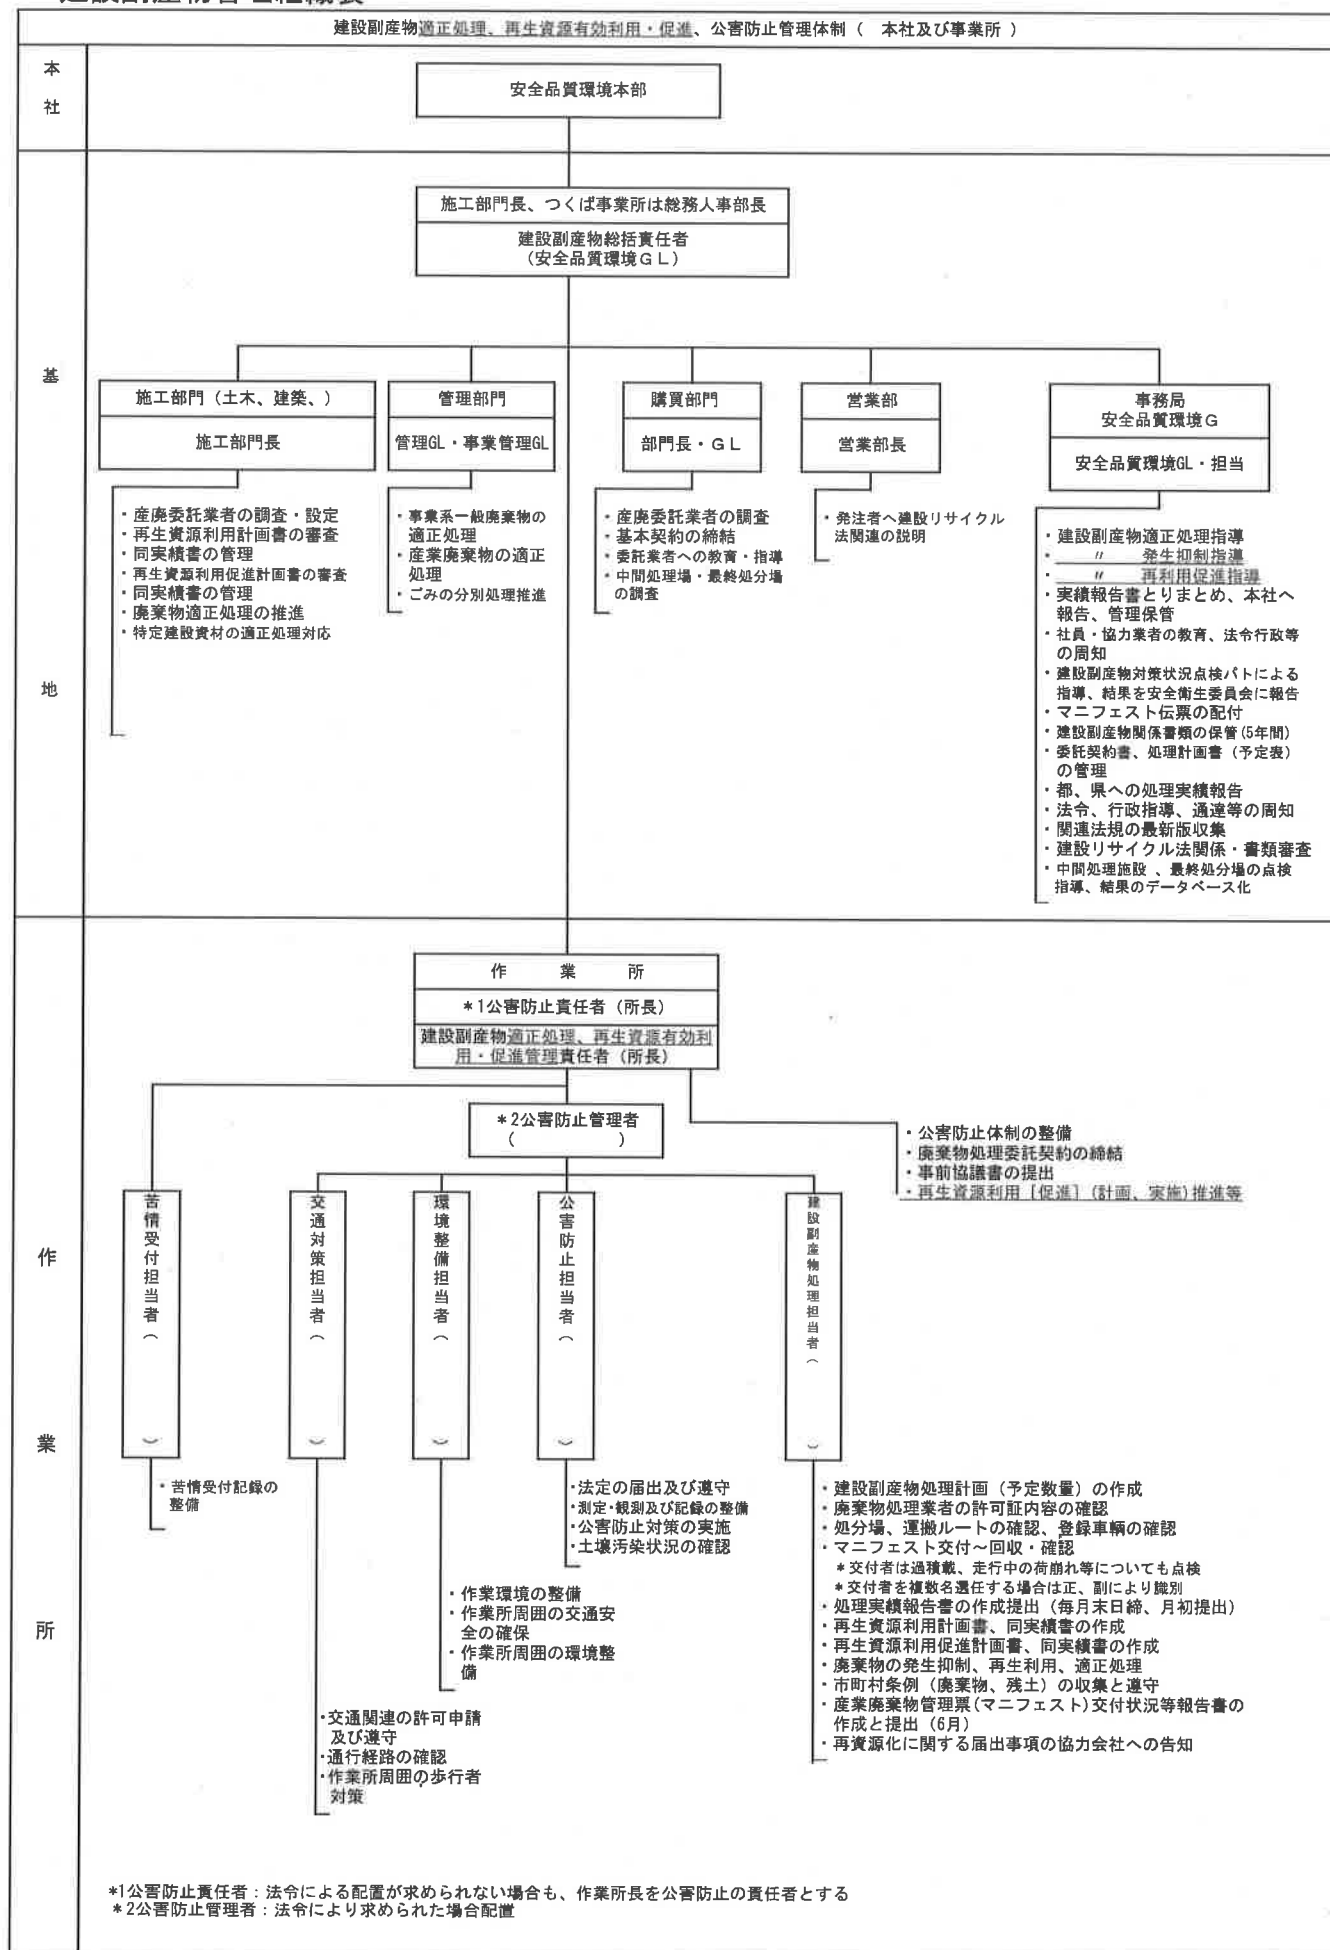 建設副産物管理組織表
建設副産物適正処理、再生資源有効利用・促進、公害防止管理体制（　本社及び事業所　）
本社
安全品質環境本部
基地
施工部門長、つくば事業所は総務人事部長
建設副産物総括責任者
（安全品質環境ＧＬ）
施工部門（土木、建築、）
施工部門長
・産廃委託業者の調査・設定
・再生資源利用計画書の審査
・同実績書の管理
・再生資源利用促進計画書の審査
・同実績書の管理
・廃棄物適正処理の推進
・特定建設資材の適正処理対応
管理部門
管理GL・事業管理GL
・事業系一般廃棄物の
適正処理
・産業廃棄物の適正
処理
・ごみの分別処理推進
購買部門
部門長・ＧＬ
・産廃委託業者の調査
・基本契約の締結
・委託業者への教育・指導
・中間処理場・最終処分場
の調査
営業部
営業部長
・発注者へ建設リサイクル
法関連の説明
事務局
安全品質環境Ｇ
安全品質環境GL・担当
・建設副産物適正処理指導
・　〃　発生抑制指導
・　〃　再利用促進指導
・実績報告書とりまとめ、本社へ
報告、管理保管
・社員・協力業者の教育、法令行政等
の周知
・建設副産物対策状況点検パトによる
指導、結果を安全衛生委員会に報告
・マニフェスト伝票の配付
・建設副産物関係書類の保管(5年間)
・委託契約書、処理計画書（予定表）
の管理
・都、県への処理実績報告
・法令、行政指導、通達等の周知
・関連法規の最新版収集
・建設リサイクル法関係・書類審査
・中間処理施設 、最終処分場の点検
指導、結果のデータベース化
作業所
作　業　所
*1公害防止責任者（所長）
建設副産物適正処理、再生資源有効利
用・促進管理責任者（所長）
*2公害防止管理者
（　　　　　　）
・公害防止体制の整備
・廃棄物処理委託契約の締結
・事前協議書の提出
・再生資源利用［促進］(計画、実施)推進等
苦情受付担当者（　　　）
・苦情受付記録の
整備
交通対策担当者（　　　）
・交通関連の許可申請
及び遵守
・通行経路の確認
・作業所周囲の歩行者
対策
環境整備担当者（　　　）
・作業環境の整備
・作業所周囲の交通安
全の確保
・作業所周囲の環境整
備
公害防止担当者（　　　）
・法定の届出及び遵守
・測定・観測及び記録の整備
・公害防止対策の実施
・土壌汚染状況の確認
建設副産物処理担当者（　　　）
・建設副産物処理計画（予定数量）の作成
・廃棄物処理業者の許可証内容の確認
・処分場、運搬ルートの確認、登録車輌の確認
・マニフェスト交付～回収・確認
＊交付者は過積載、走行中の荷崩れ等についても点検
＊交付者を複数名選任する場合は正、副により識別
・処理実績報告書の作成提出（毎月末日締、月初提出）
・再生資源利用計画書、同実績書の作成
・再生資源利用促進計画書、同実績書の作成
・廃棄物の発生抑制、再生利用、適正処理
・市町村条例（廃棄物、残土）の収集と遵守
・産業廃棄物管理票(マニフェスト)交付状況等報告書の
作成と提出（6月）
・再資源化に関する届出事項の協力会社への告知
*1公害防止責任者：法令による配置が求められない場合も、作業所長を公害防止の責任者とする
*2公害防止管理者：法令により求められた場合配置